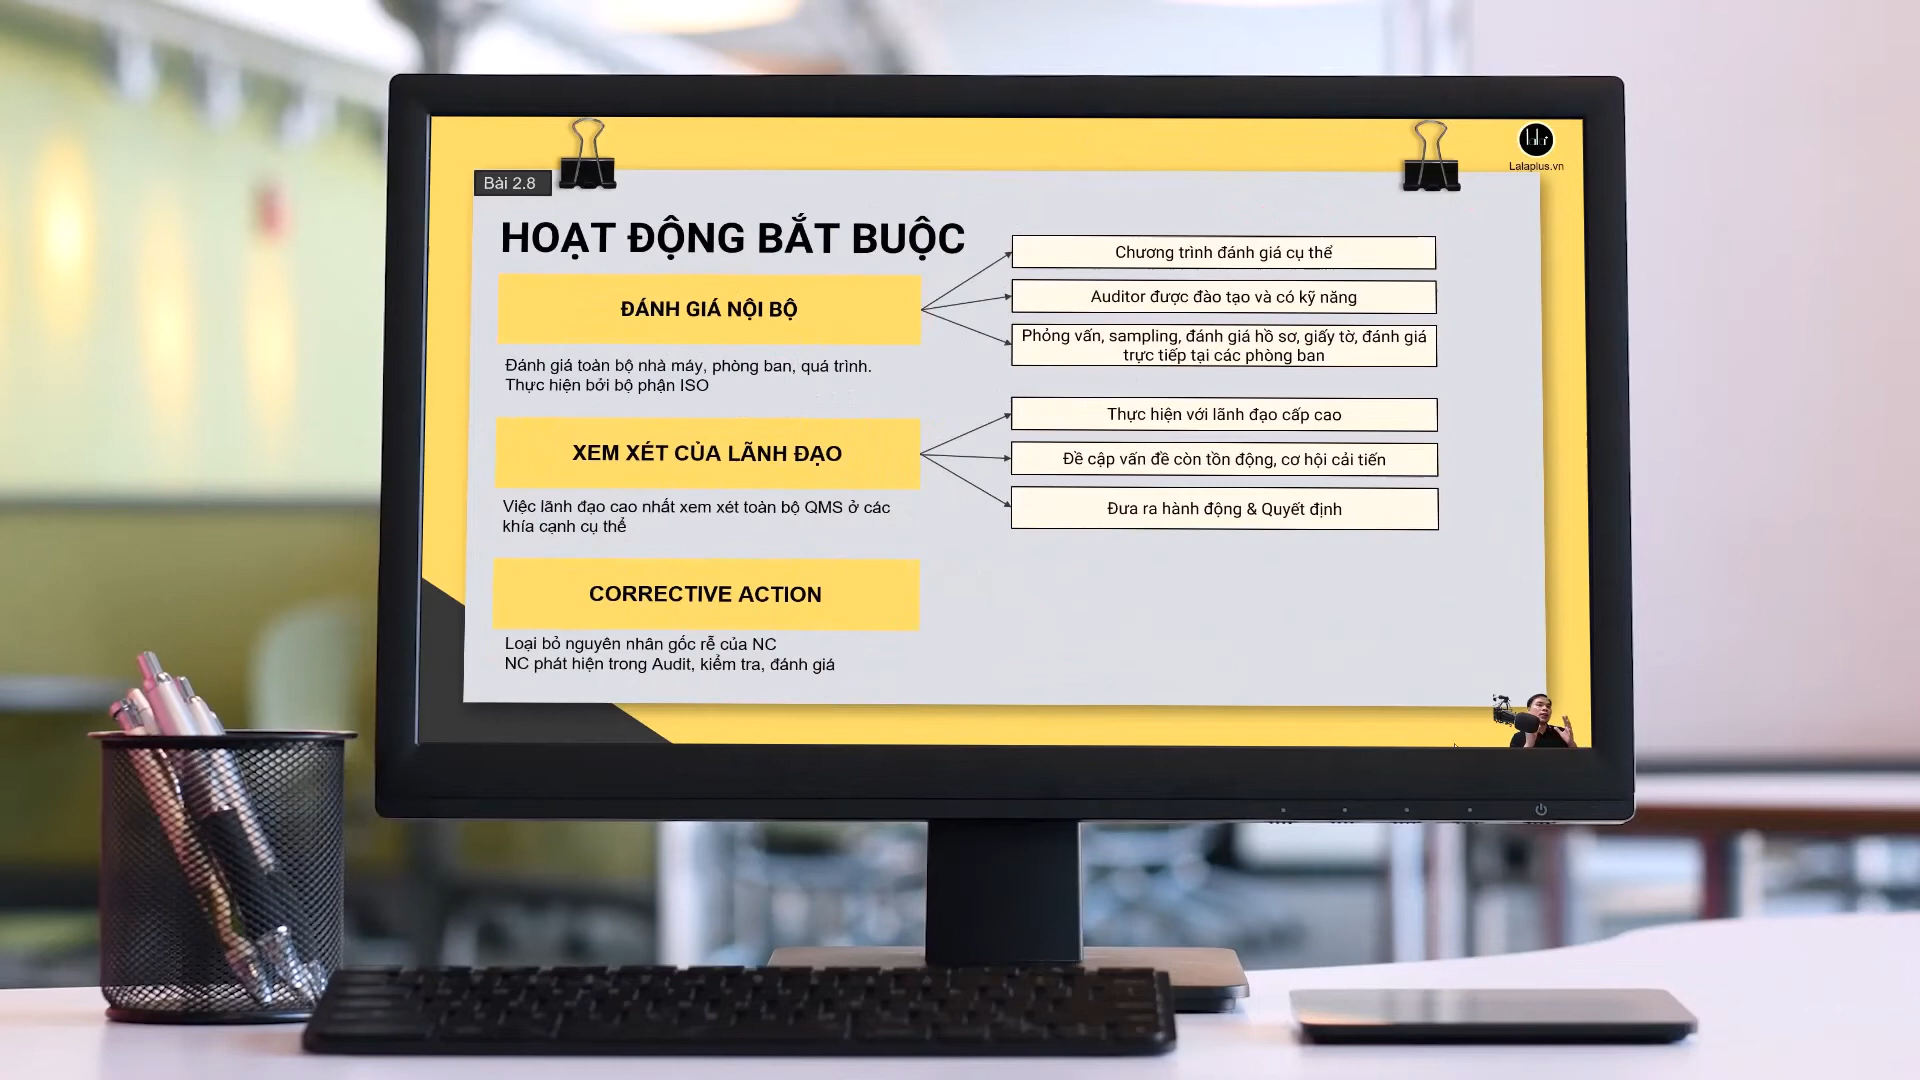 Lalaplus.vn
Bài 2.8
HOẠT ĐỘNG BẮT BUỘC
ĐÁNH GIÁ NỘI BỘ
Đánh giá toàn bộ nhà máy, phòng ban, quá trình.
Thực hiện bởi bộ phận ISO
Chương trình đánh giá cụ thể
Auditor được đào tạo và có kỹ năng
Phỏng vấn, sampling, đánh giá hồ sơ, giấy tờ, đánh giá
trực tiếp tại các phòng ban
XEM XÉT CỦA LÃNH ĐẠO
Việc lãnh đạo cao nhất xem xét toàn bộ QMS ở các
khía cạnh cụ thể
Thực hiện với lãnh đạo cấp cao
Đề cập vấn đề còn tồn động, cơ hội cải tiến
Đưa ra hành động & Quyết định
CORRECTIVE ACTION
Loại bỏ nguyên nhân gốc rễ của NC
NC phát hiện trong Audit, kiểm tra, đánh giá